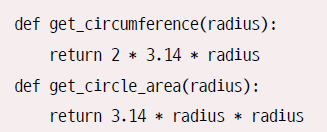 def get_circumference(radius):
    return 2 * 3.14 * radius
def get_circle_area(radius):
    return 3.14 * radius * radius